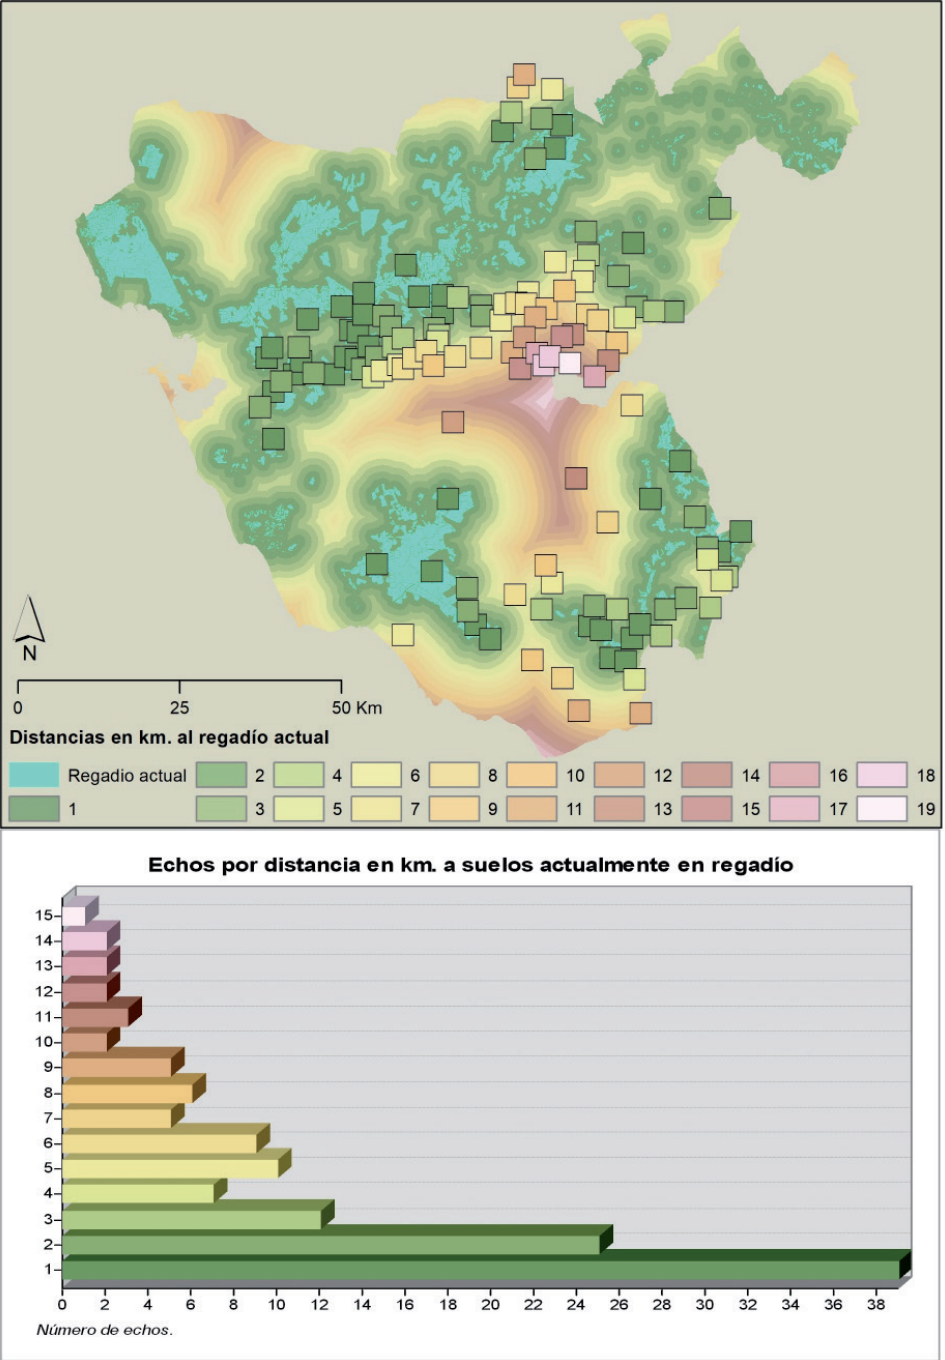 N
0 25 50 Km
Distancias en km. al regadío actual
Regadio actual 2 4 6 8 10 12 14 16 18
1 3 5 7 9 11 13 15 17 19
Echos por distancia en km. a suelos actualmente en regadío
15
14
13
12
11
10
9
8
7
6
5
4
3
2
1
0 2 4 6 8 10 12 14 16 18 20 22 24 26 28 30 32 34 36 38
Número de echos.